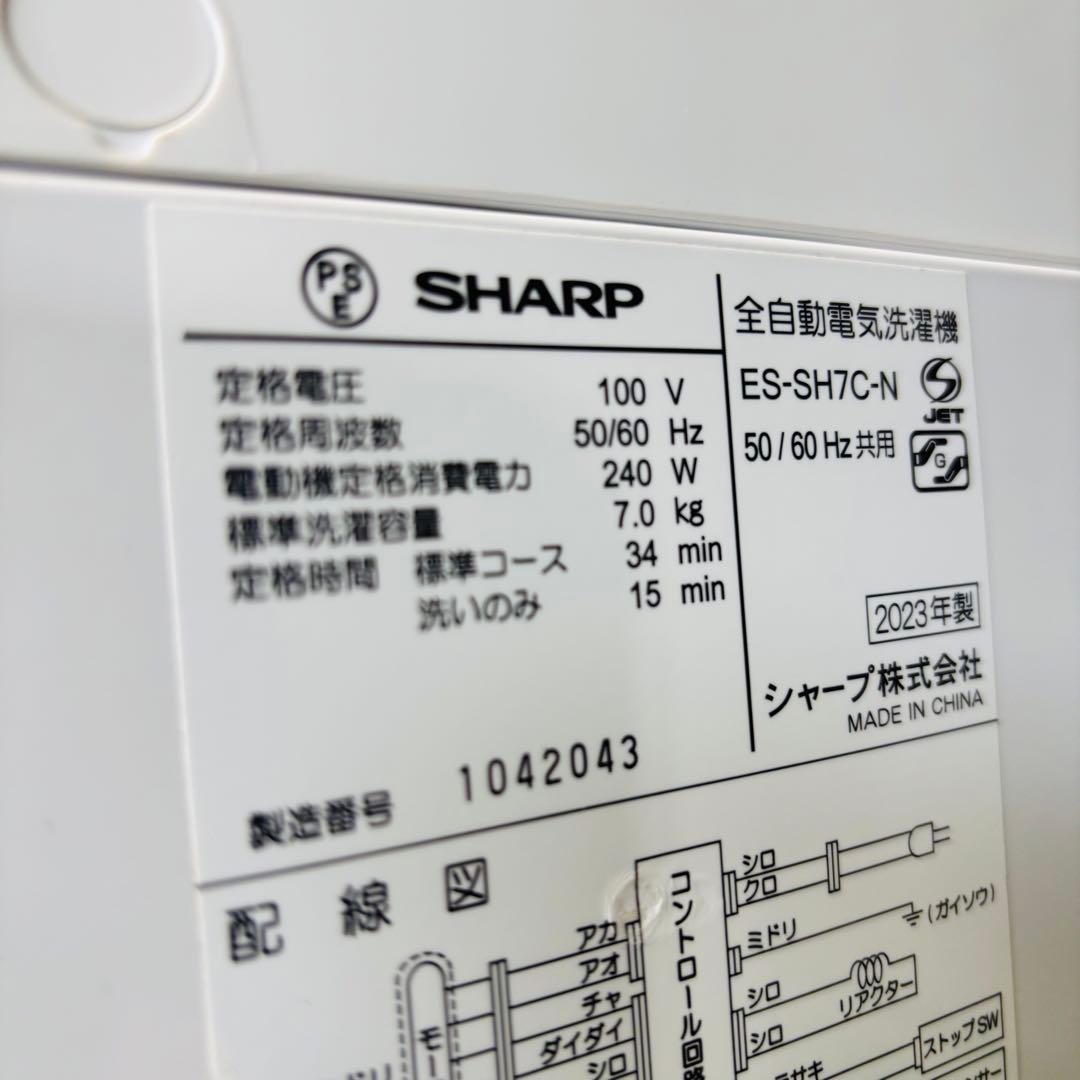 PSE SHARP
定格電圧 100 V
定格周波数 50/60 Hz
電動機定格消費電力 240 W
標準洗濯容量 7.0 kg
定格時間 標準コース 34 min
洗いのみ 15 min
製造番号 1042043
全自動電気洗濯機
ES-SH7C-N
JET
50/60 Hz 共用
G
2023年製
シャープ株式会社
MADE IN CHINA
配線図
アカ
アオ
チャ
ダイダイ
シロ
コントロール回路
シロ
クロ
ミドリ
(ガイソウ)
シロ
リアクター
シロ
ストップSW